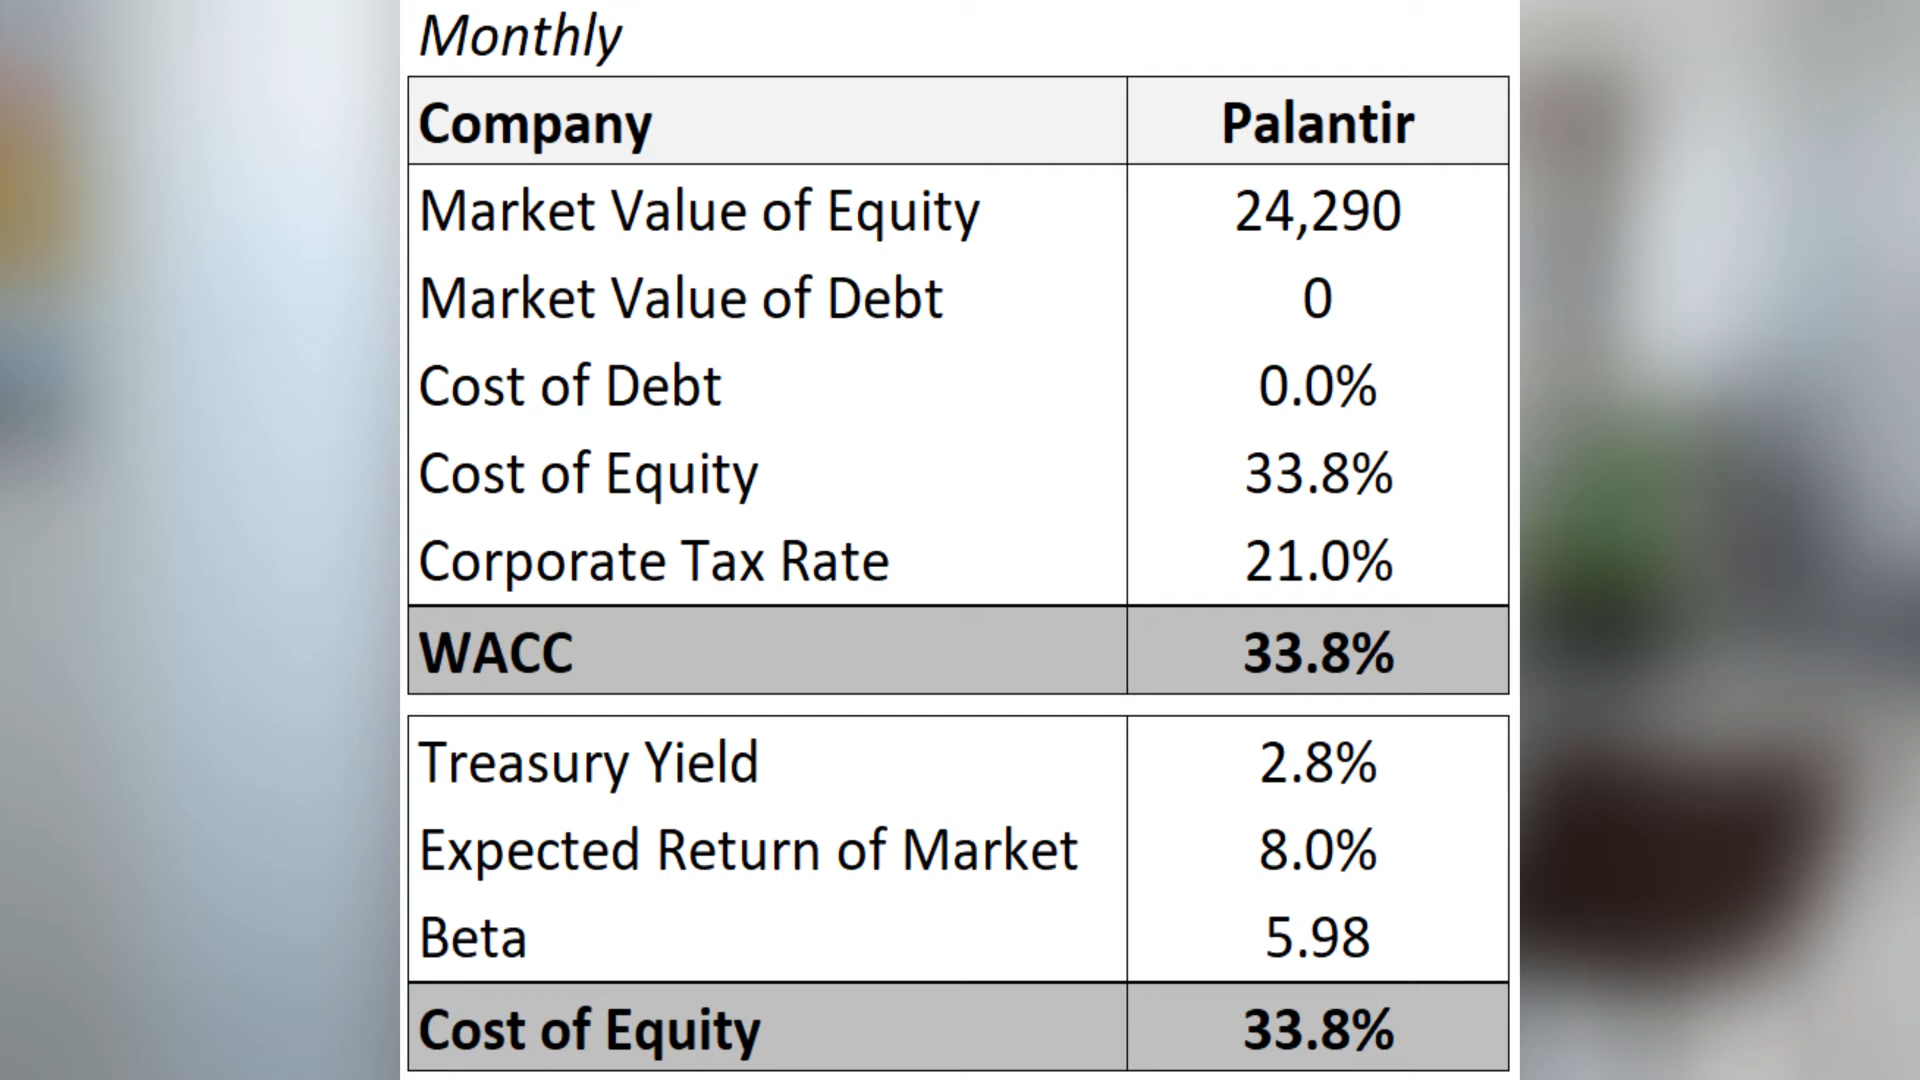 Monthly
Company Palantir
Market Value of Equity 24,290
Market Value of Debt 0
Cost of Debt 0.0%
Cost of Equity 33.8%
Corporate Tax Rate 21.0%
WACC 33.8%
Treasury Yield 2.8%
Expected Return of Market 8.0%
Beta 5.98
Cost of Equity 33.8%